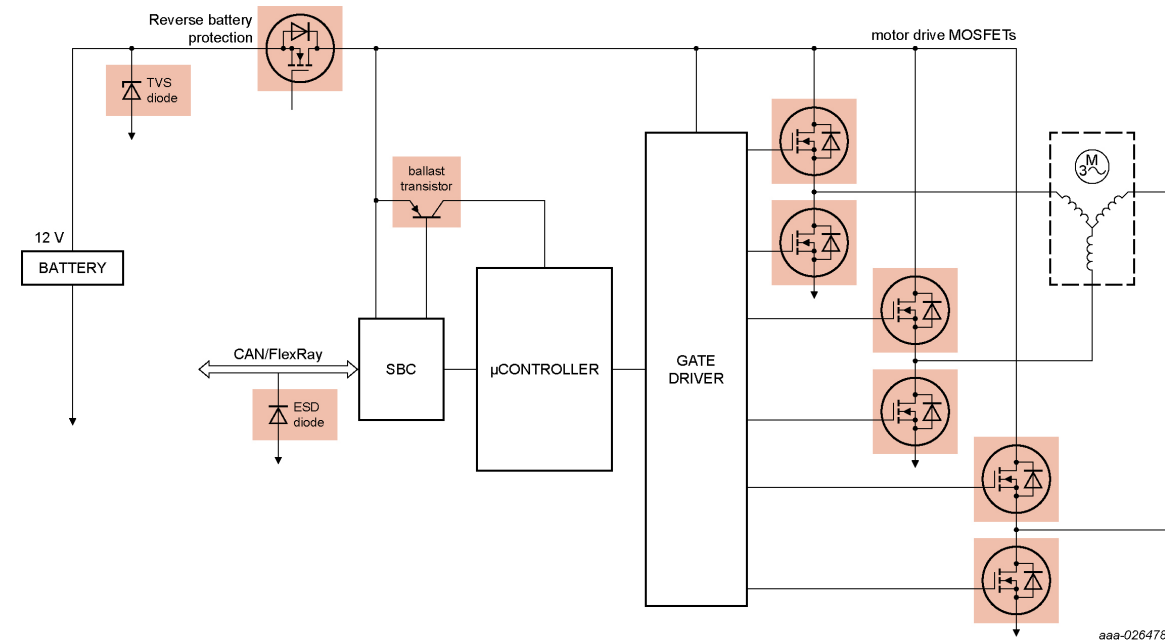 Reverse battery
protection
motor drive MOSFETs
TVS
diode
M
3
ballast
transistor
12 V
BATTERY
CAN/FlexRay
SBC
µCONTROLLER
GATE
DRIVER
ESD
diode
aaa-026478